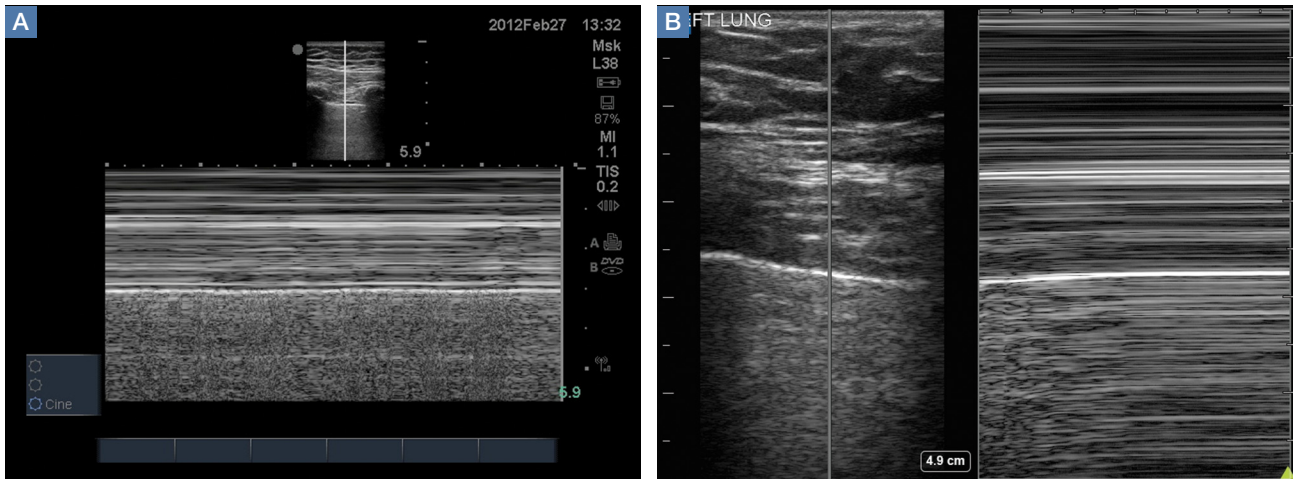 A
2012Feb27 13:32
Msk
L38
87%
MI
1.1
TIS
0.2
5.9
A
B DVD
5.9
Cine
B
EFT LUNG
4.9 cm